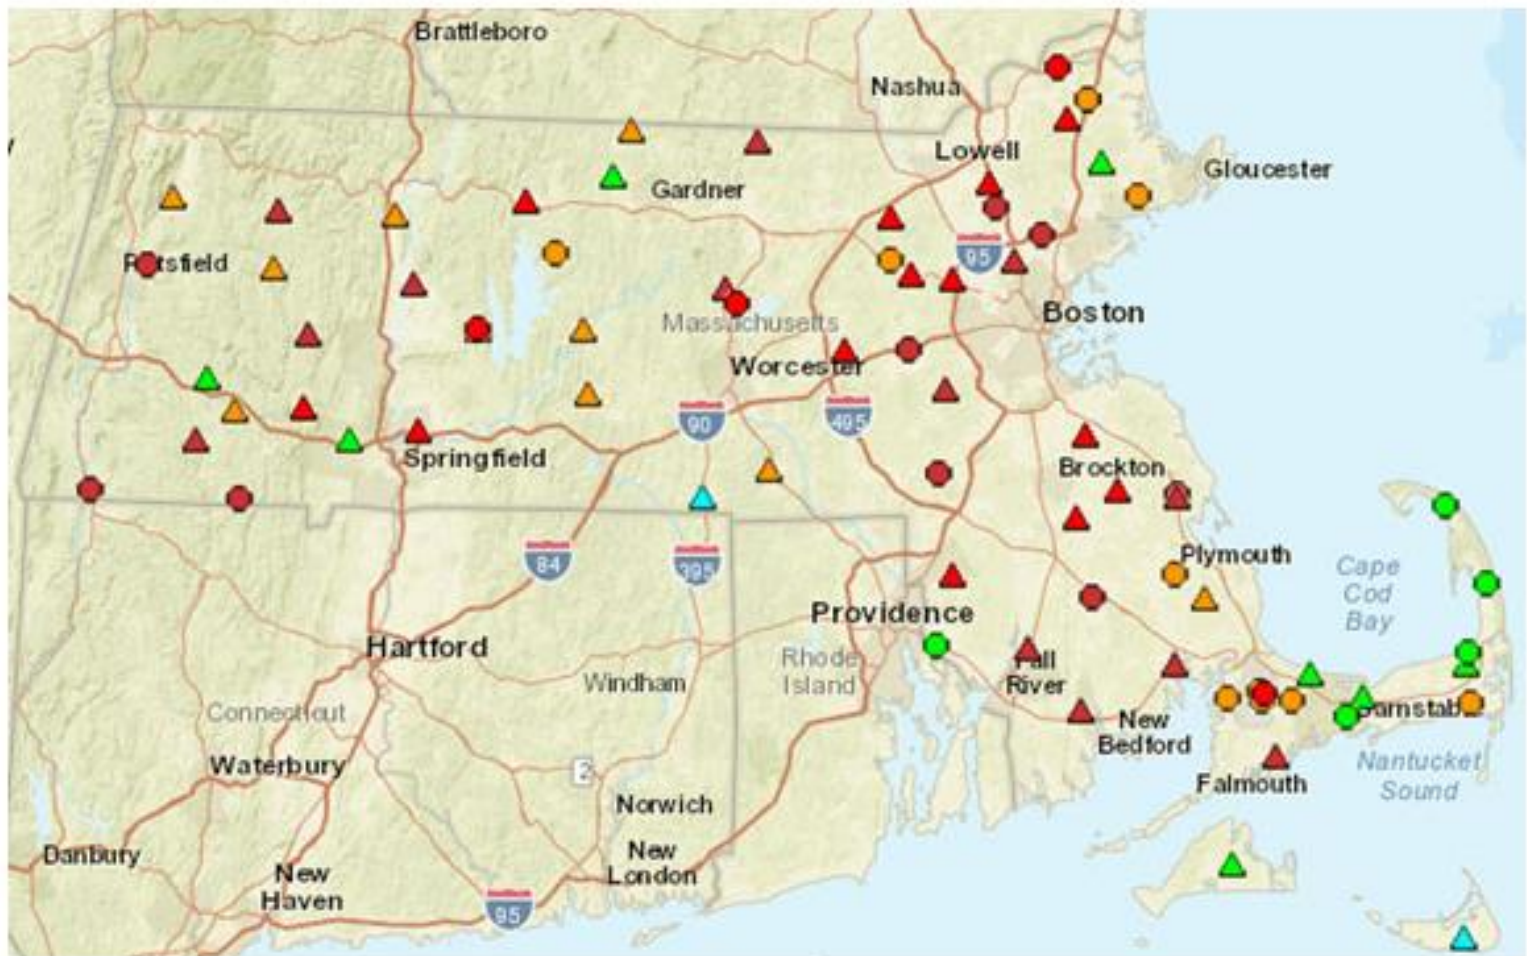 Brattleboro
Nashua
Lowell
Gloucester
Gardner
95
Boston
Massachusetts
Worcester
90
495
Springfield
Brockton
84
395
Plymouth
Cape
Cod
Bay
Providence
Hartford
Rhode
Island
Windham
Fall
River
Connecticut
New
Bedford
Nantucket
Sound
Falmouth
Waterbury
2
Norwich
Danbury
New
London
New
Haven
95